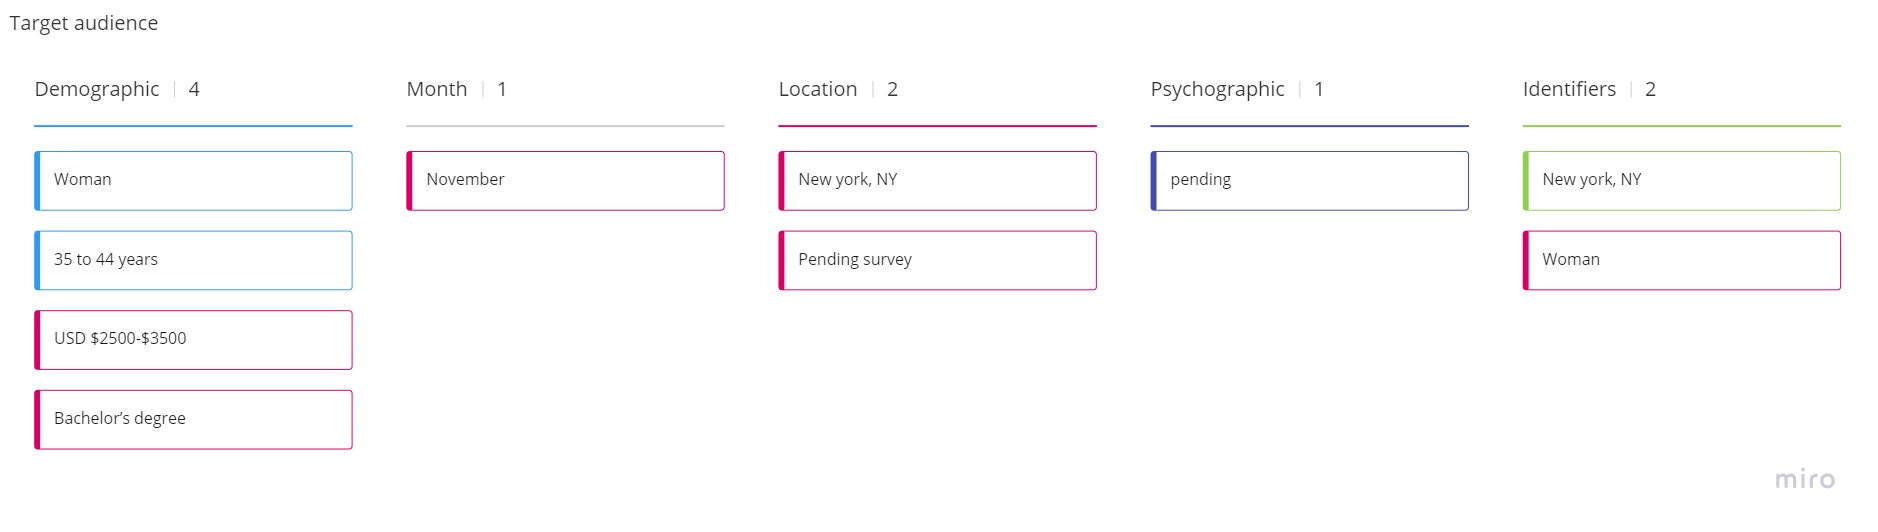 Target audience
Demographic | 4
Woman
35 to 44 years
USD $2500-$3500
Bachelor’s degree
Month | 1
November
Location | 2
New york, NY
Pending survey
Psychographic | 1
pending
Identifiers | 2
New york, NY
Woman
miro